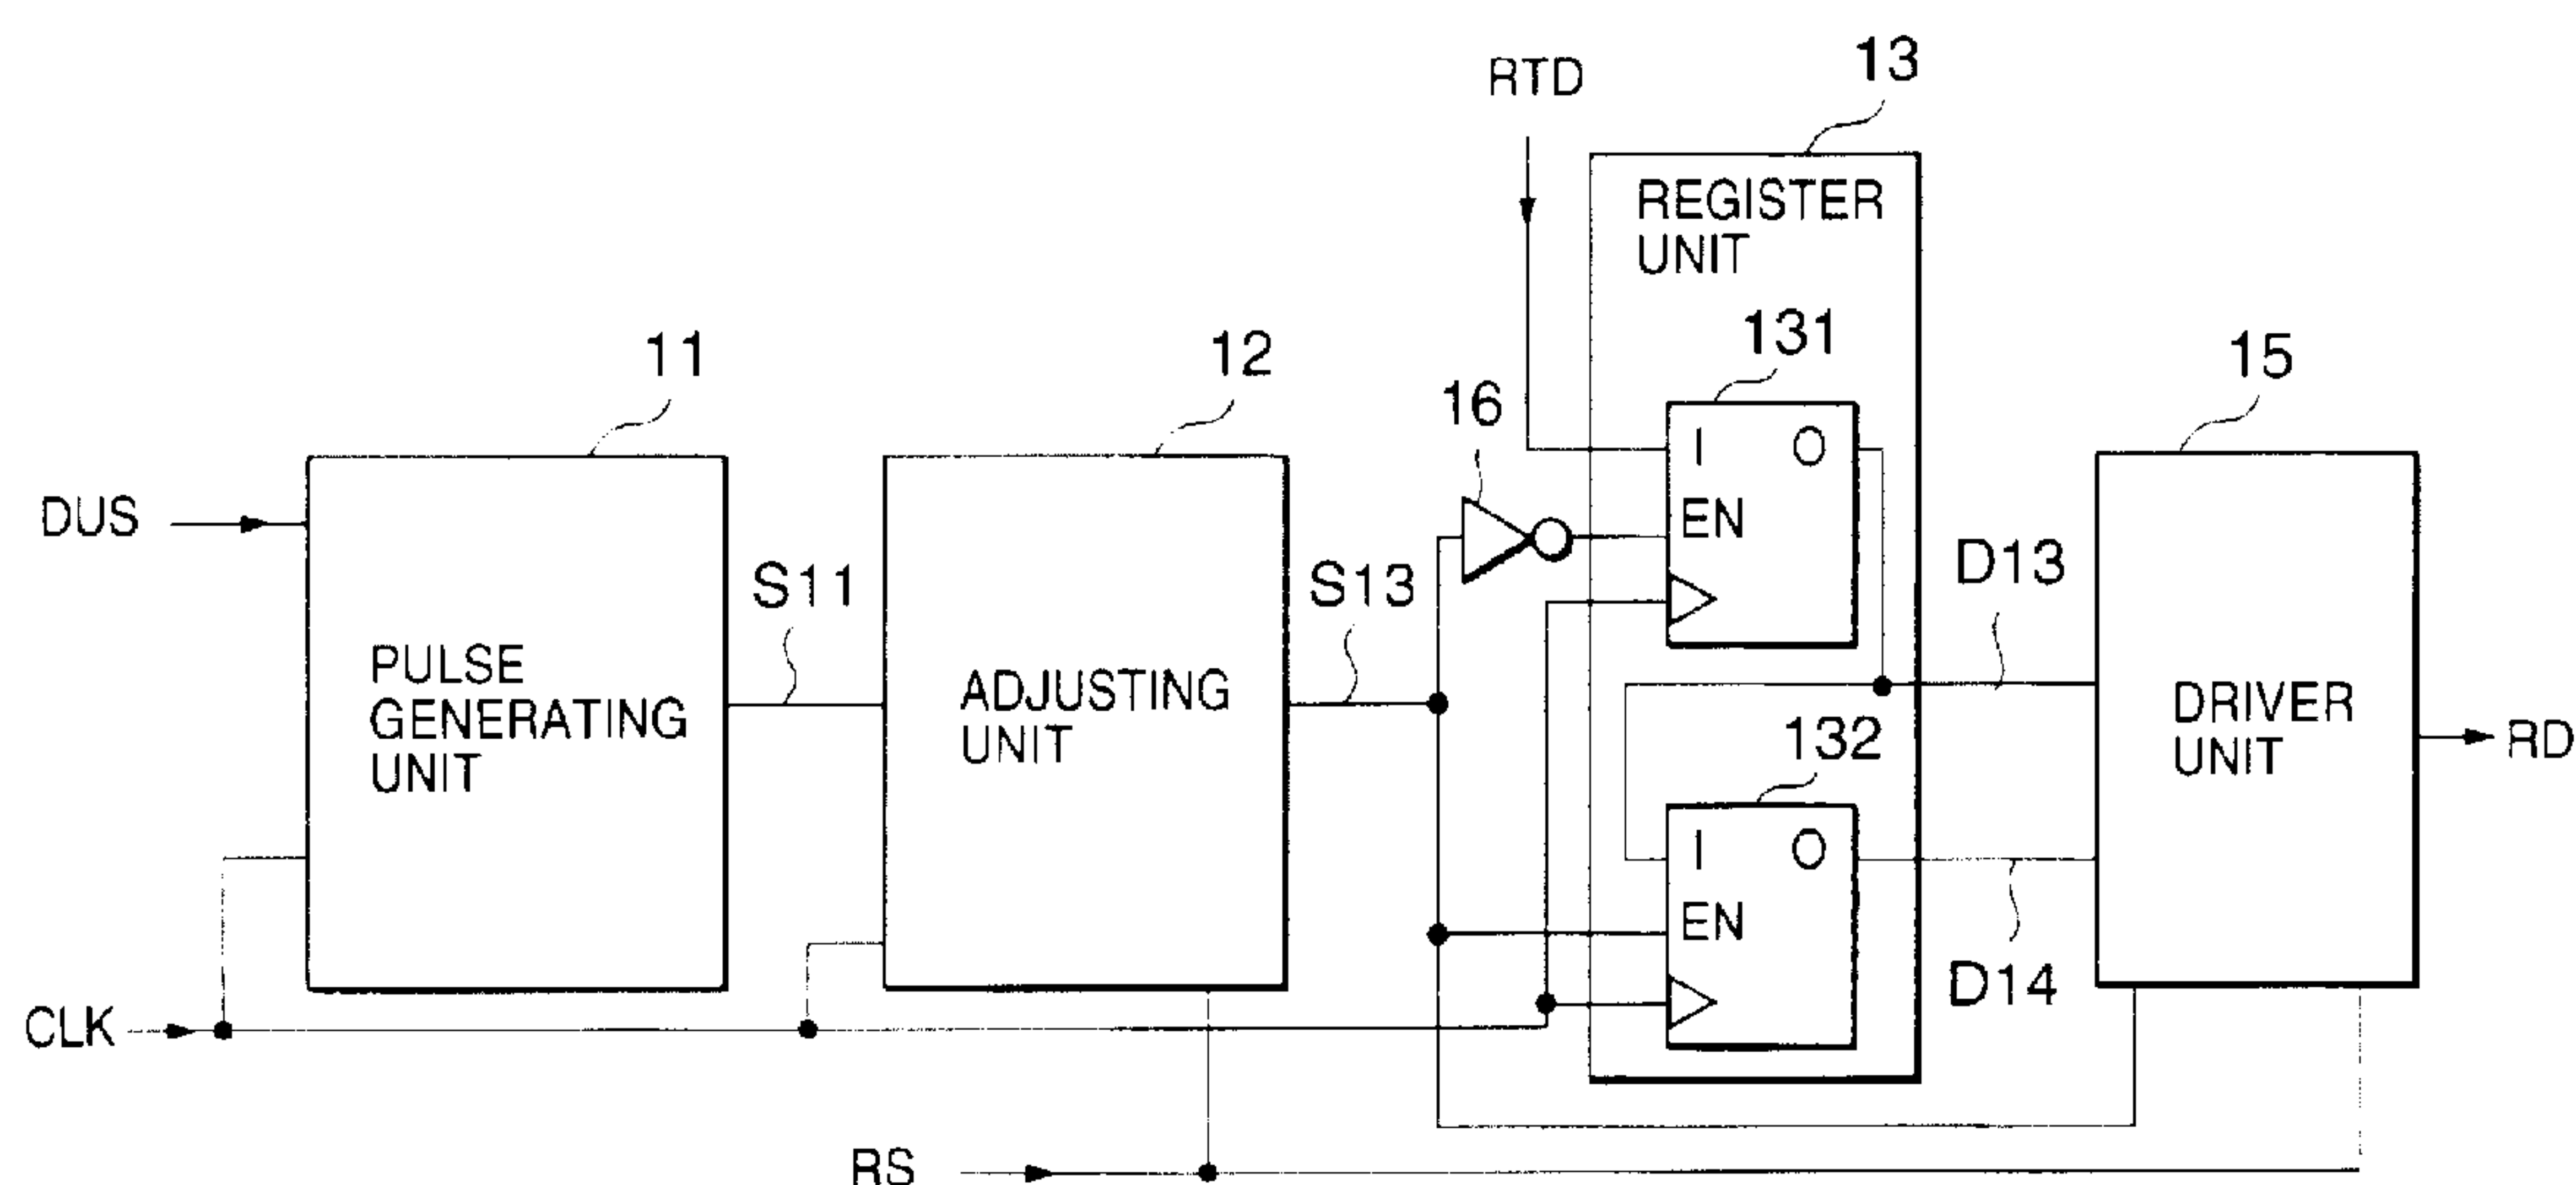 RTD
13
REGISTER
UNIT
11
12
131
15
16
I
O
DUS
EN
S11
S13
D13
PULSE
GENERATING
UNIT
ADJUSTING
UNIT
DRIVER
UNIT
RD
132
I
O
EN
D14
CLK
RS